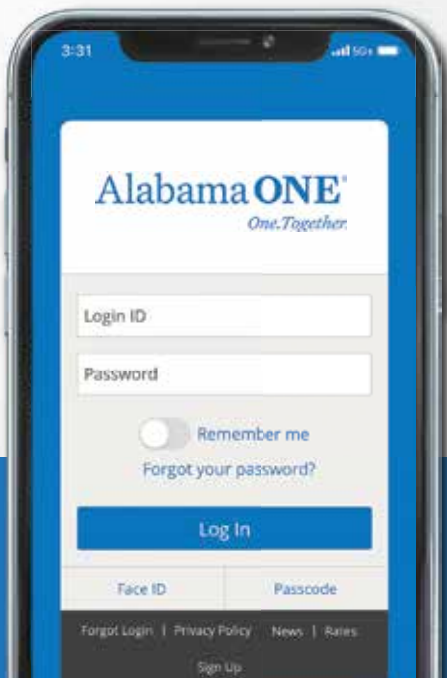 3:31 5G+
Alabama ONE®
One.Together.
Login ID
Password
Remember me
Forgot your password?
Log In
Face ID Passcode
Forgot Login | Privacy Policy News | Rates
Sign Up